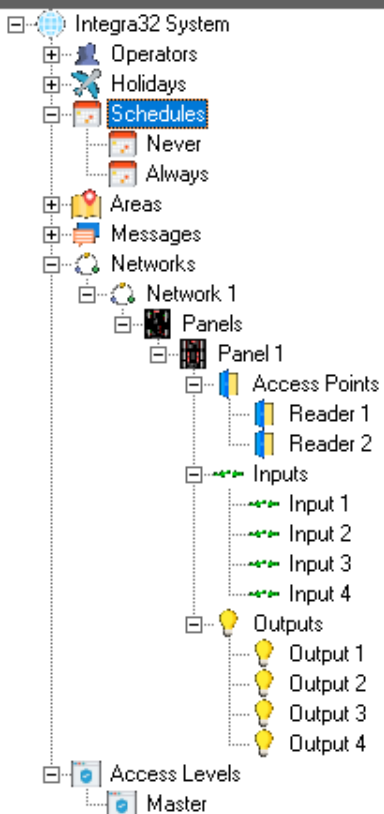 Integra32 System
Operators
Holidays
Schedules
Never
Always
Areas
Messages
Networks
Network 1
Panels
Panel 1
Access Points
Reader 1
Reader 2
Inputs
Input 1
Input 2
Input 3
Input 4
Outputs
Output 1
Output 2
Output 3
Output 4
Access Levels
Master